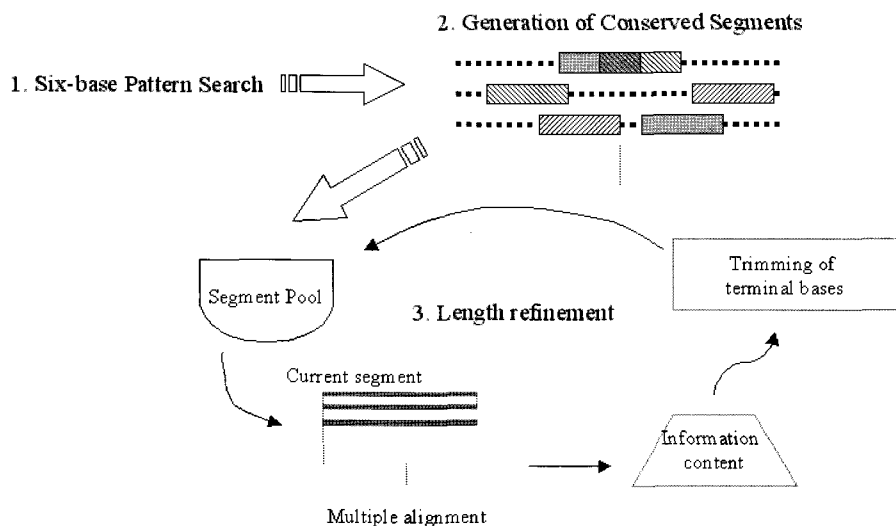 2. Generation of Conserved Segments
1. Six-base Pattern Search
Trimming of
terminal bases
Segment Pool
3. Length refinement
Current segment
Information
content
Multiple alignment